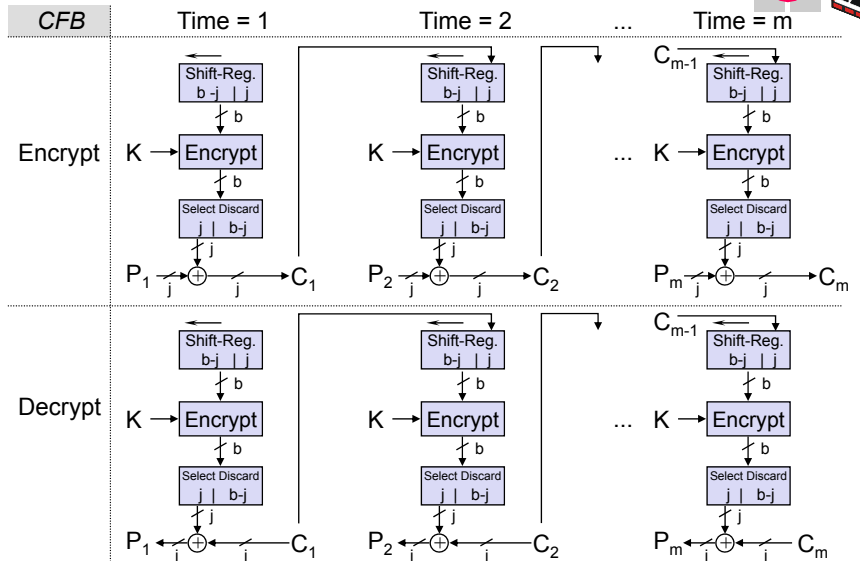 CFB Time = 1 Time = 2 ... Time = m
C m-1
Shift-Reg. Shift-Reg. Shift-Reg.
b -j | j b-j | j b-j | j
b b b
Encrypt K Encrypt K Encrypt ... K Encrypt
b b b
Select Discard Select Discard Select Discard
j | b-j j | b-j j | b-j
j j j
P1 C1 P2 C2 Pm Cm
j j j j j j
C m-1
Shift-Reg. Shift-Reg. Shift-Reg.
b-j | j b-j | j b-j | j
b b b
Decrypt K Encrypt K Encrypt ... K Encrypt
b b b
Select Discard Select Discard Select Discard
j | b-j j | b-j j | b-j
j j j
P1 C1 P2 C2 Pm Cm
j j j j j j